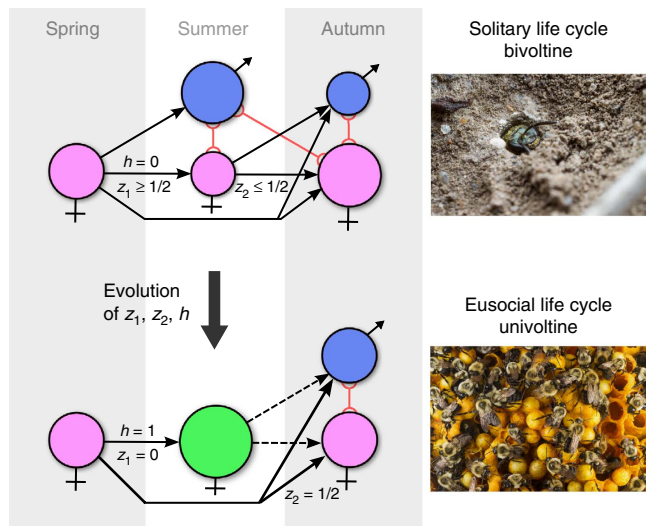 Spring
Summer
Autumn
Solitary life cycle
bivoltine
h = 0
z₁ ≥ 1/2
z₂ ≤ 1/2
Evolution
of z₁, z₂, h
Eusocial life cycle
univoltine
h = 1
z₁ = 0
z₂ = 1/2